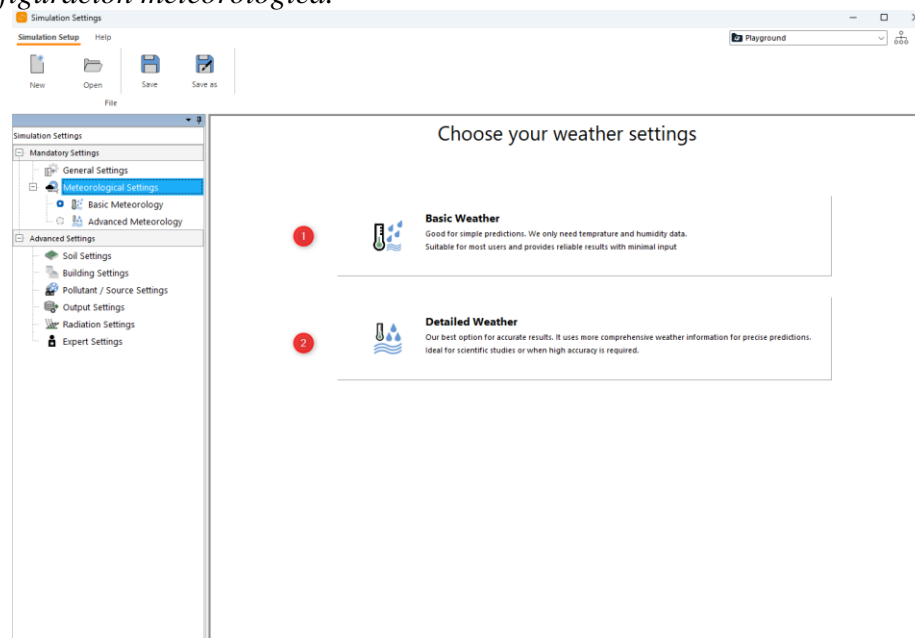 figuración meteorológica.
Simulation Settings
Simulation Setup Help
Playground
New Open Save Save as
File
Simulation Settings
Mandatory Settings
General Settings
Meteorological Settings
Basic Meteorology
Advanced Meteorology
Advanced Settings
Soil Settings
Building Settings
Pollutant / Source Settings
Output Settings
Radiation Settings
Expert Settings
Choose your weather settings
1
Basic Weather
Good for simple predictions. We only need temprature and humidity data.
Suitable for most users and provides reliable results with minimal input
2
Detailed Weather
Our best option for accurate results. It uses more comprehensive weather information for precise predictions.
Ideal for scientific studies or when high accuracy is required.